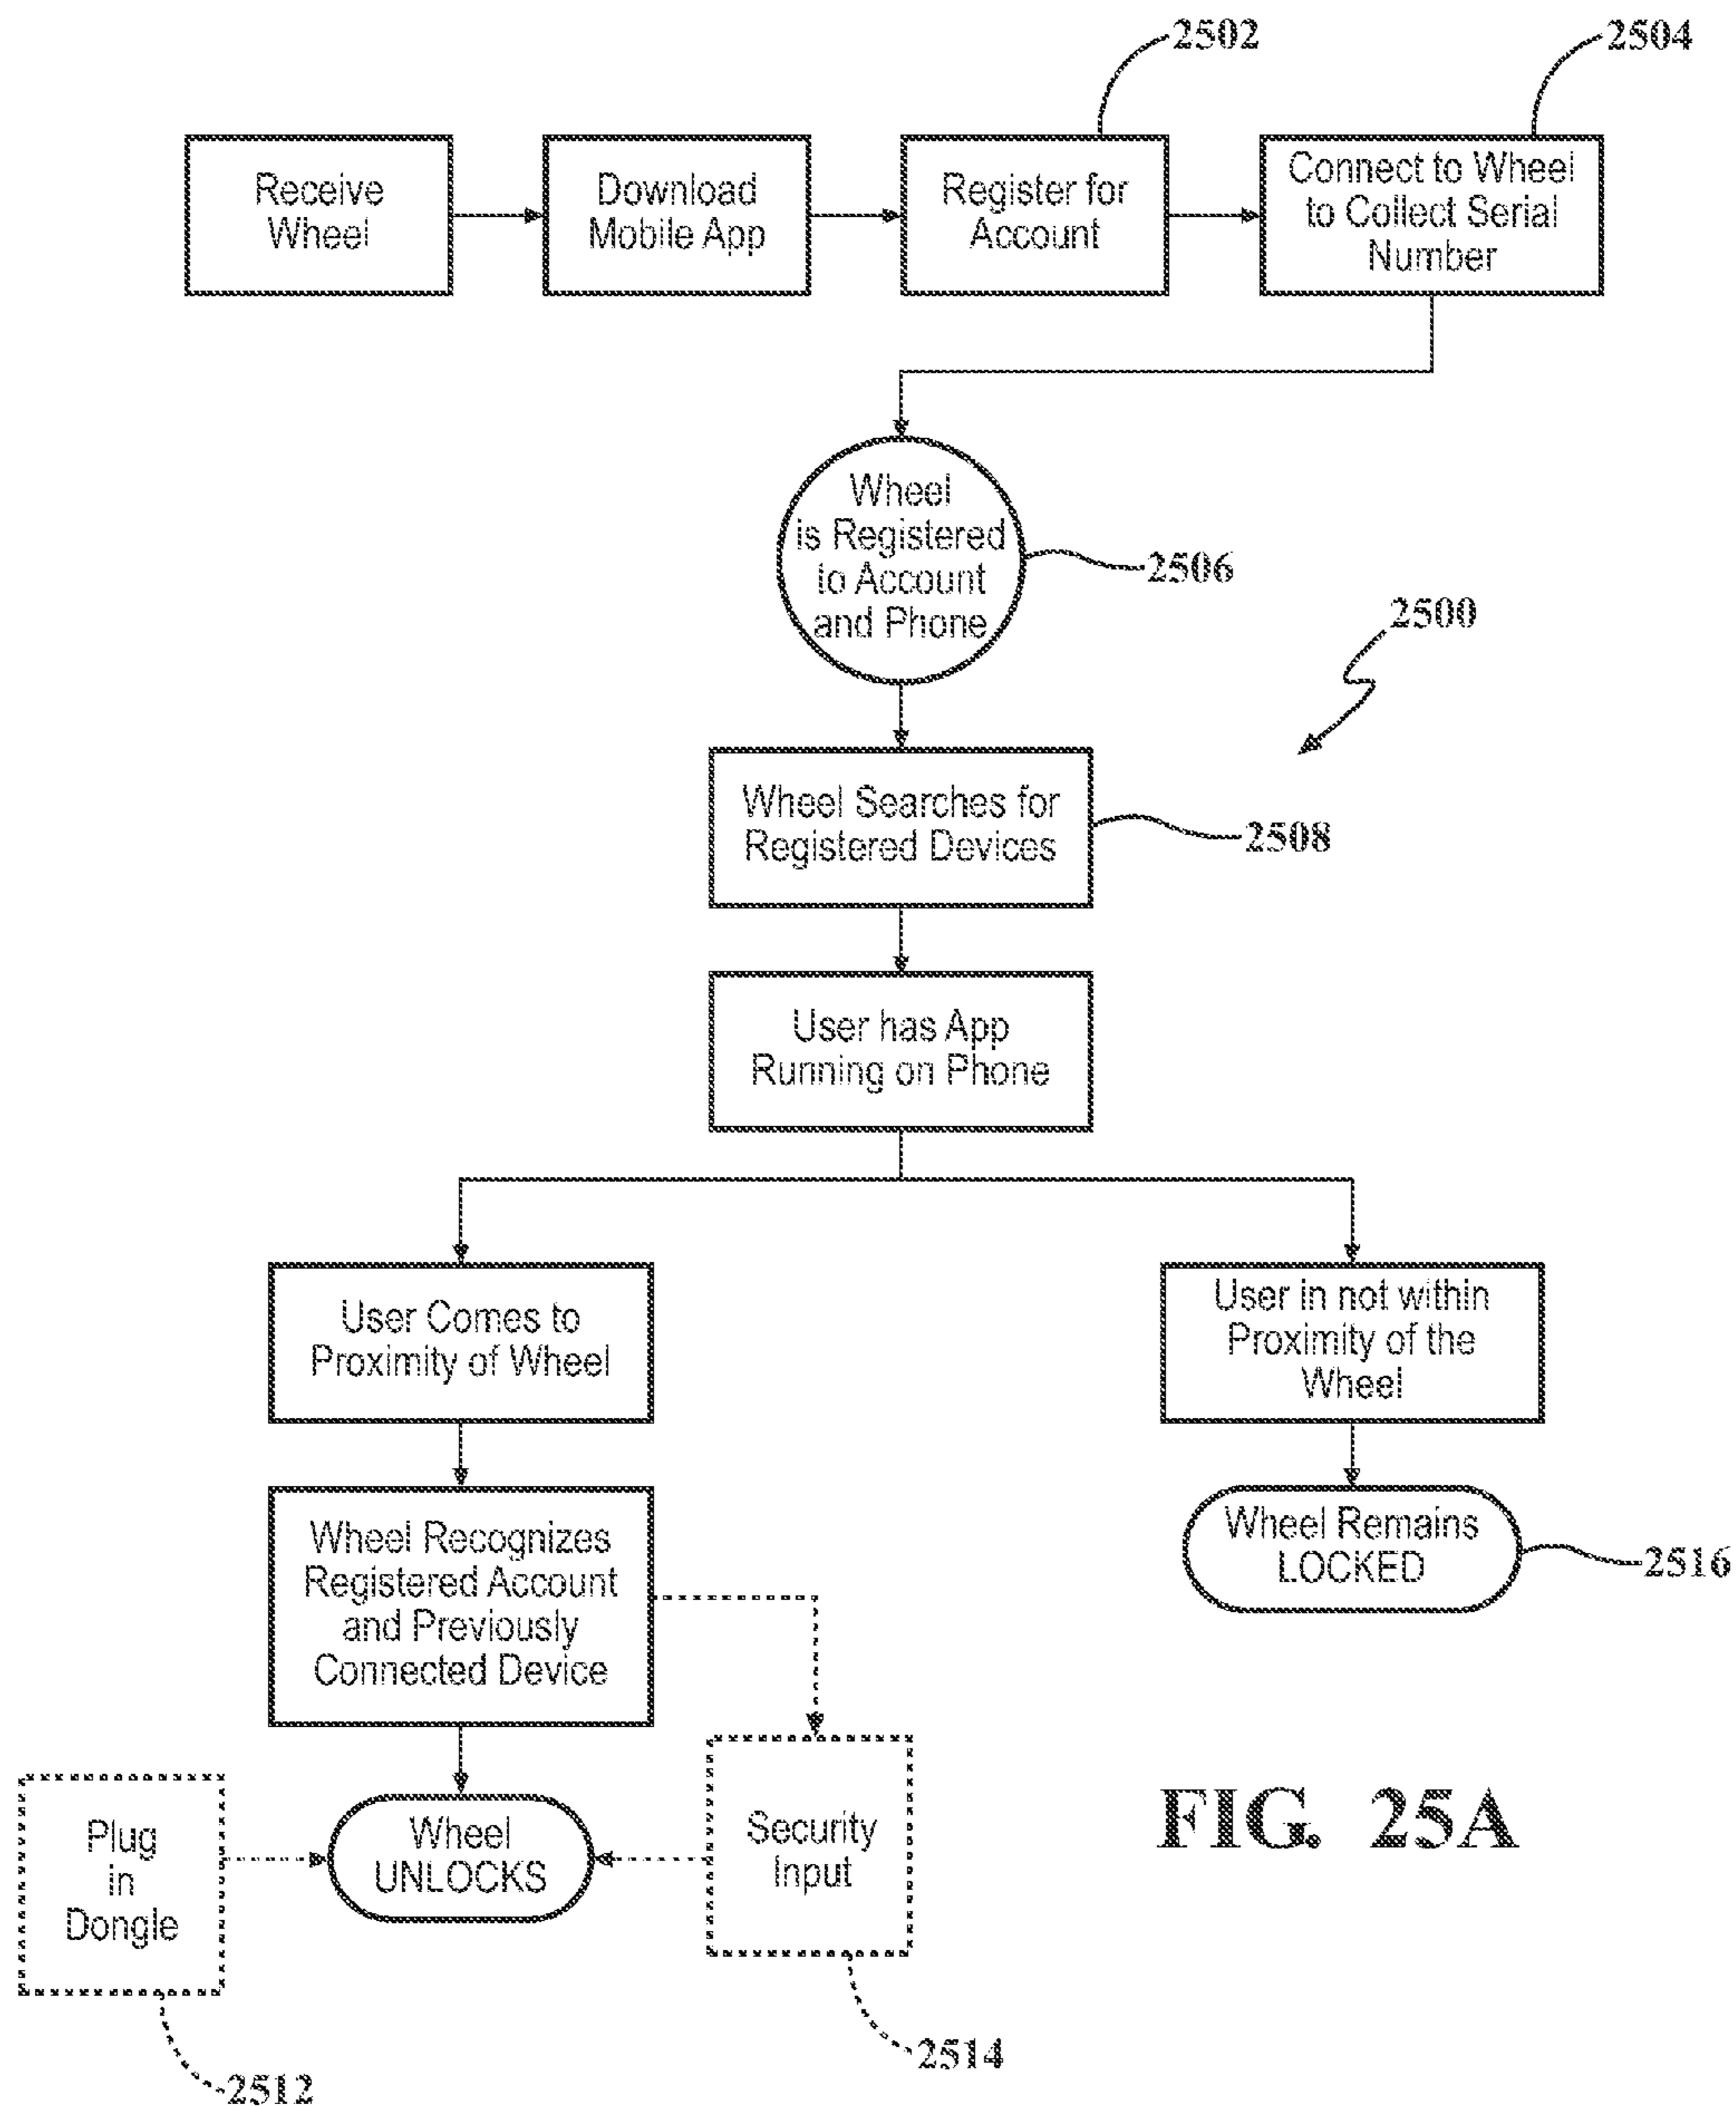 2502
2504
Receive
Wheel
Download
Mobile App
Register for
Account
Connect to Wheel
to Collect Serial
Number
Wheel
is Registered
to Account
and Phone
2506
2500
Wheel Searches for
Registered Devices
2508
User has App
Running on Phone
User Comes to
Proximity of Wheel
User in not within
Proximity of the
Wheel
Wheel Recognizes
Registered Account
and Previously
Connected Device
Wheel Remains
LOCKED
2516
Plug
in
Dongle
Wheel
UNLOCKS
Security
Input
FIG. 25A
2514
2512